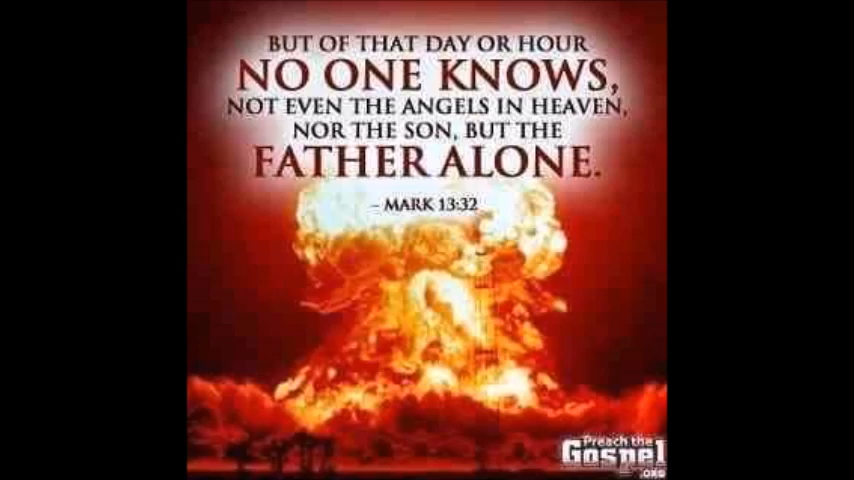 BUT OF THAT DAY OR HOUR
NO ONE KNOWS,
NOT EVEN THE ANGELS IN HEAVEN,
NOR THE SON, BUT THE
FATHER ALONE.
- MARK 13:32
Preach the
Gospel
.ORG